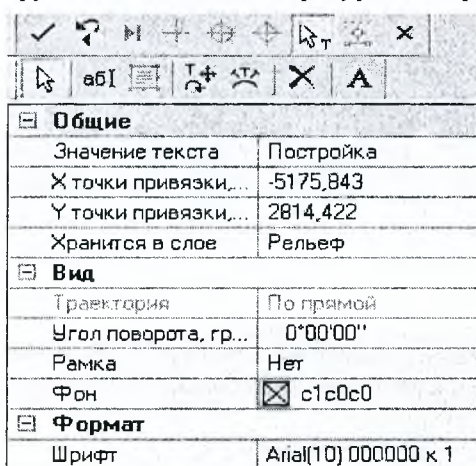 T
абI
T
T
A
Общие
Значение текста Постройка
X точки привязки,... -5175,843
Y точки привязки,... 2814,422
Хранится в слое Рельеф
Вид
Траектория По прямой
Угол поворота, гр... 0°00'00"
Рамка Нет
Фон c1c0c0
Формат
Шрифт Arial(10) 000000 к 1